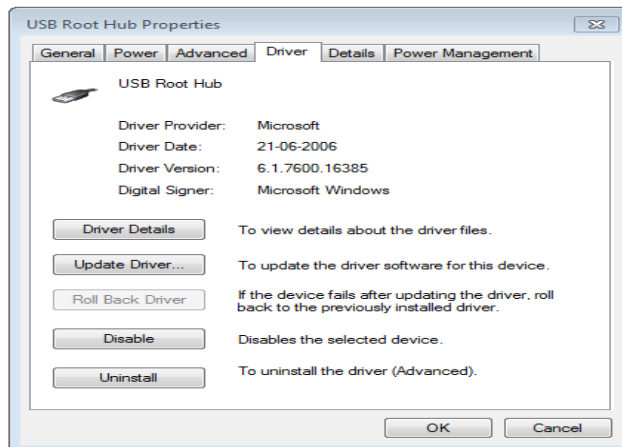 USB Root Hub Properties
General Power Advanced Driver Details Power Management
USB Root Hub
Driver Provider: Microsoft
Driver Date: 21-06-2006
Driver Version: 6.1.7600.16385
Digital Signer: Microsoft Windows
Driver Details To view details about the driver files.
Update Driver... To update the driver software for this device.
Roll Back Driver If the device fails after updating the driver, roll
back to the previously installed driver.
Disable Disables the selected device.
Uninstall To uninstall the driver (Advanced).
OK Cancel